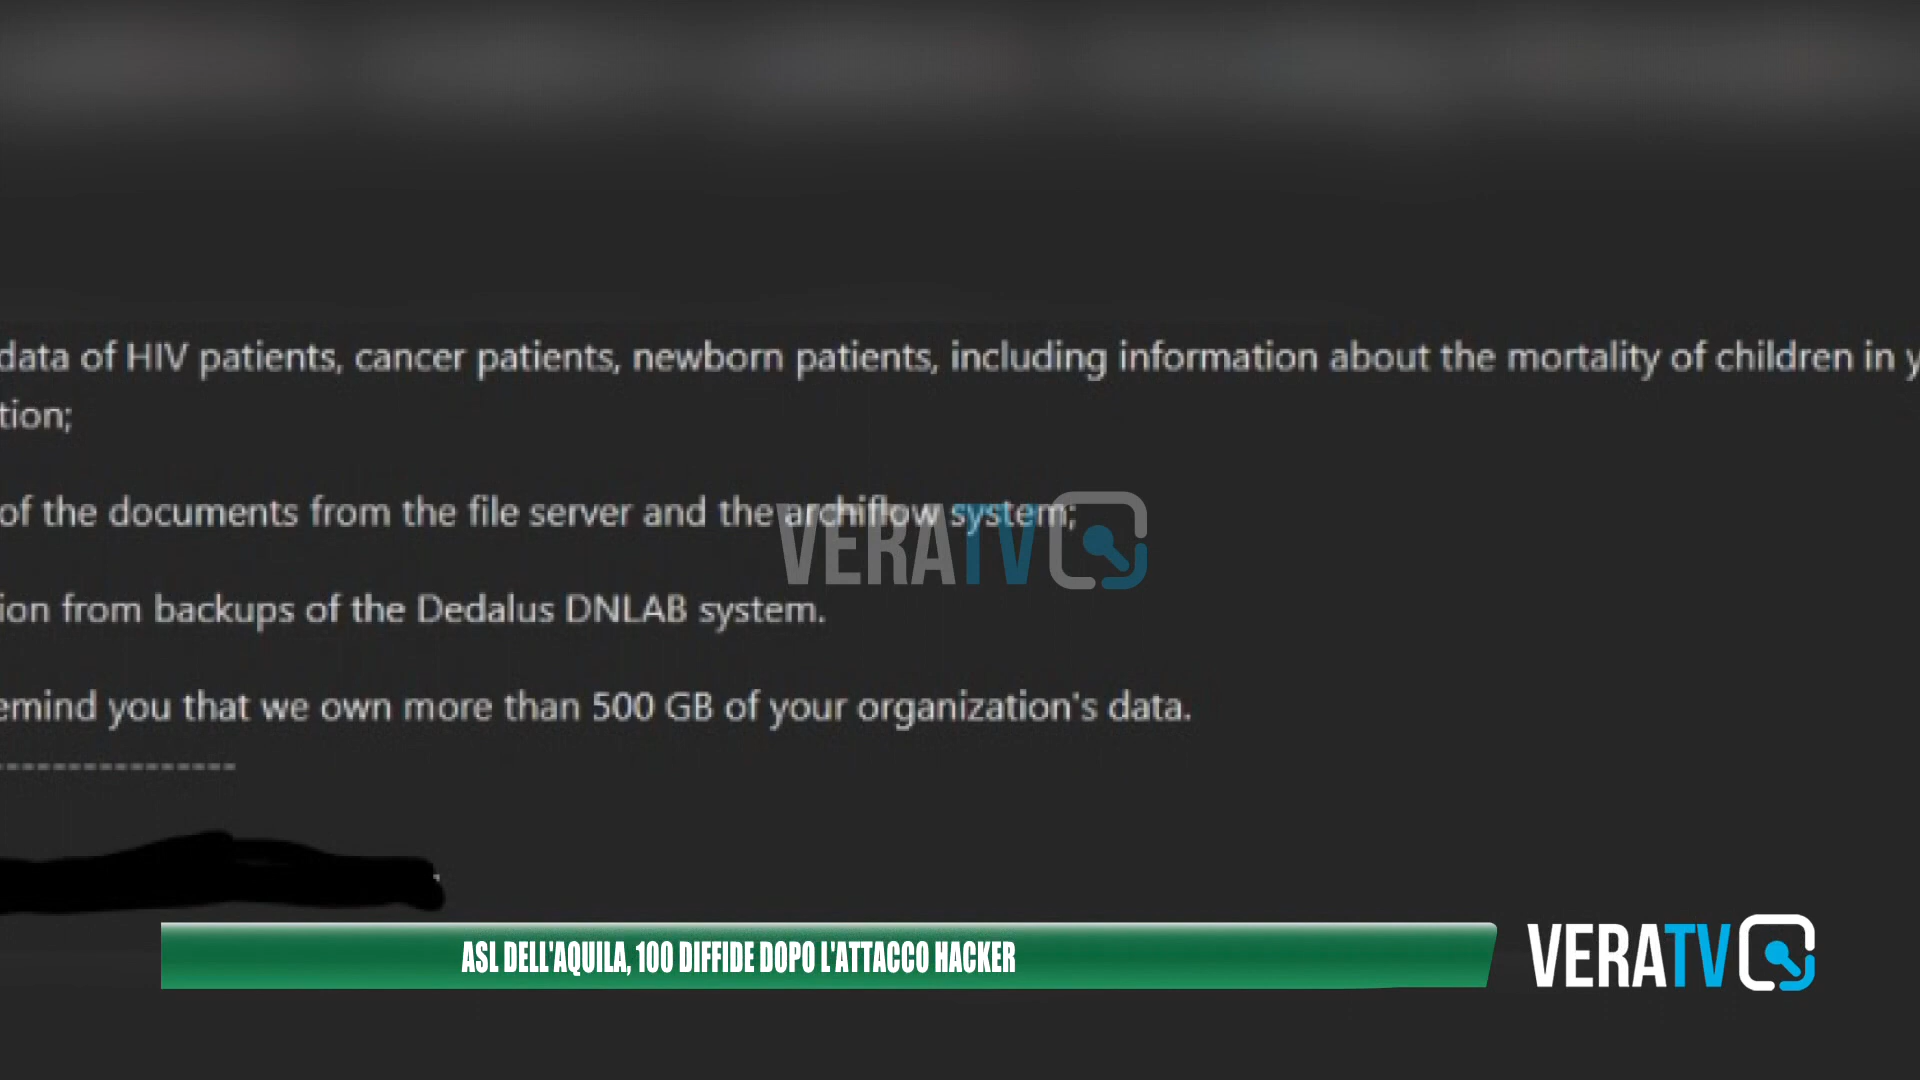 data of HIV patients, cancer patients, newborn patients, including information about the mortality of children in y
tion;
of the documents from the file server and the archiflow system;
VERATV
ion from backups of the Dedalus DNLAB system.
emind you that we own more than 500 GB of your organization's data.
----------------
ASL DELL'AQUILA, 100 DIFFIDE DOPO L'ATTACCO HACKER
VERATV